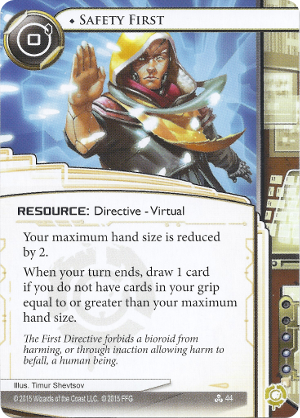 0
♦ SAFETY FIRST
RESOURCE: Directive - Virtual
Your maximum hand size is reduced
by 2.
When your turn ends, draw 1 card
if you do not have cards in your grip
equal to or greater than your maximum
hand size.
The First Directive forbids a bioroid from
harming, or through inaction allowing harm to
befall, a human being.
Illus. Timur Shevtsov
© 2015 Wizards of the Coast LLC. © 2015 FFG
44